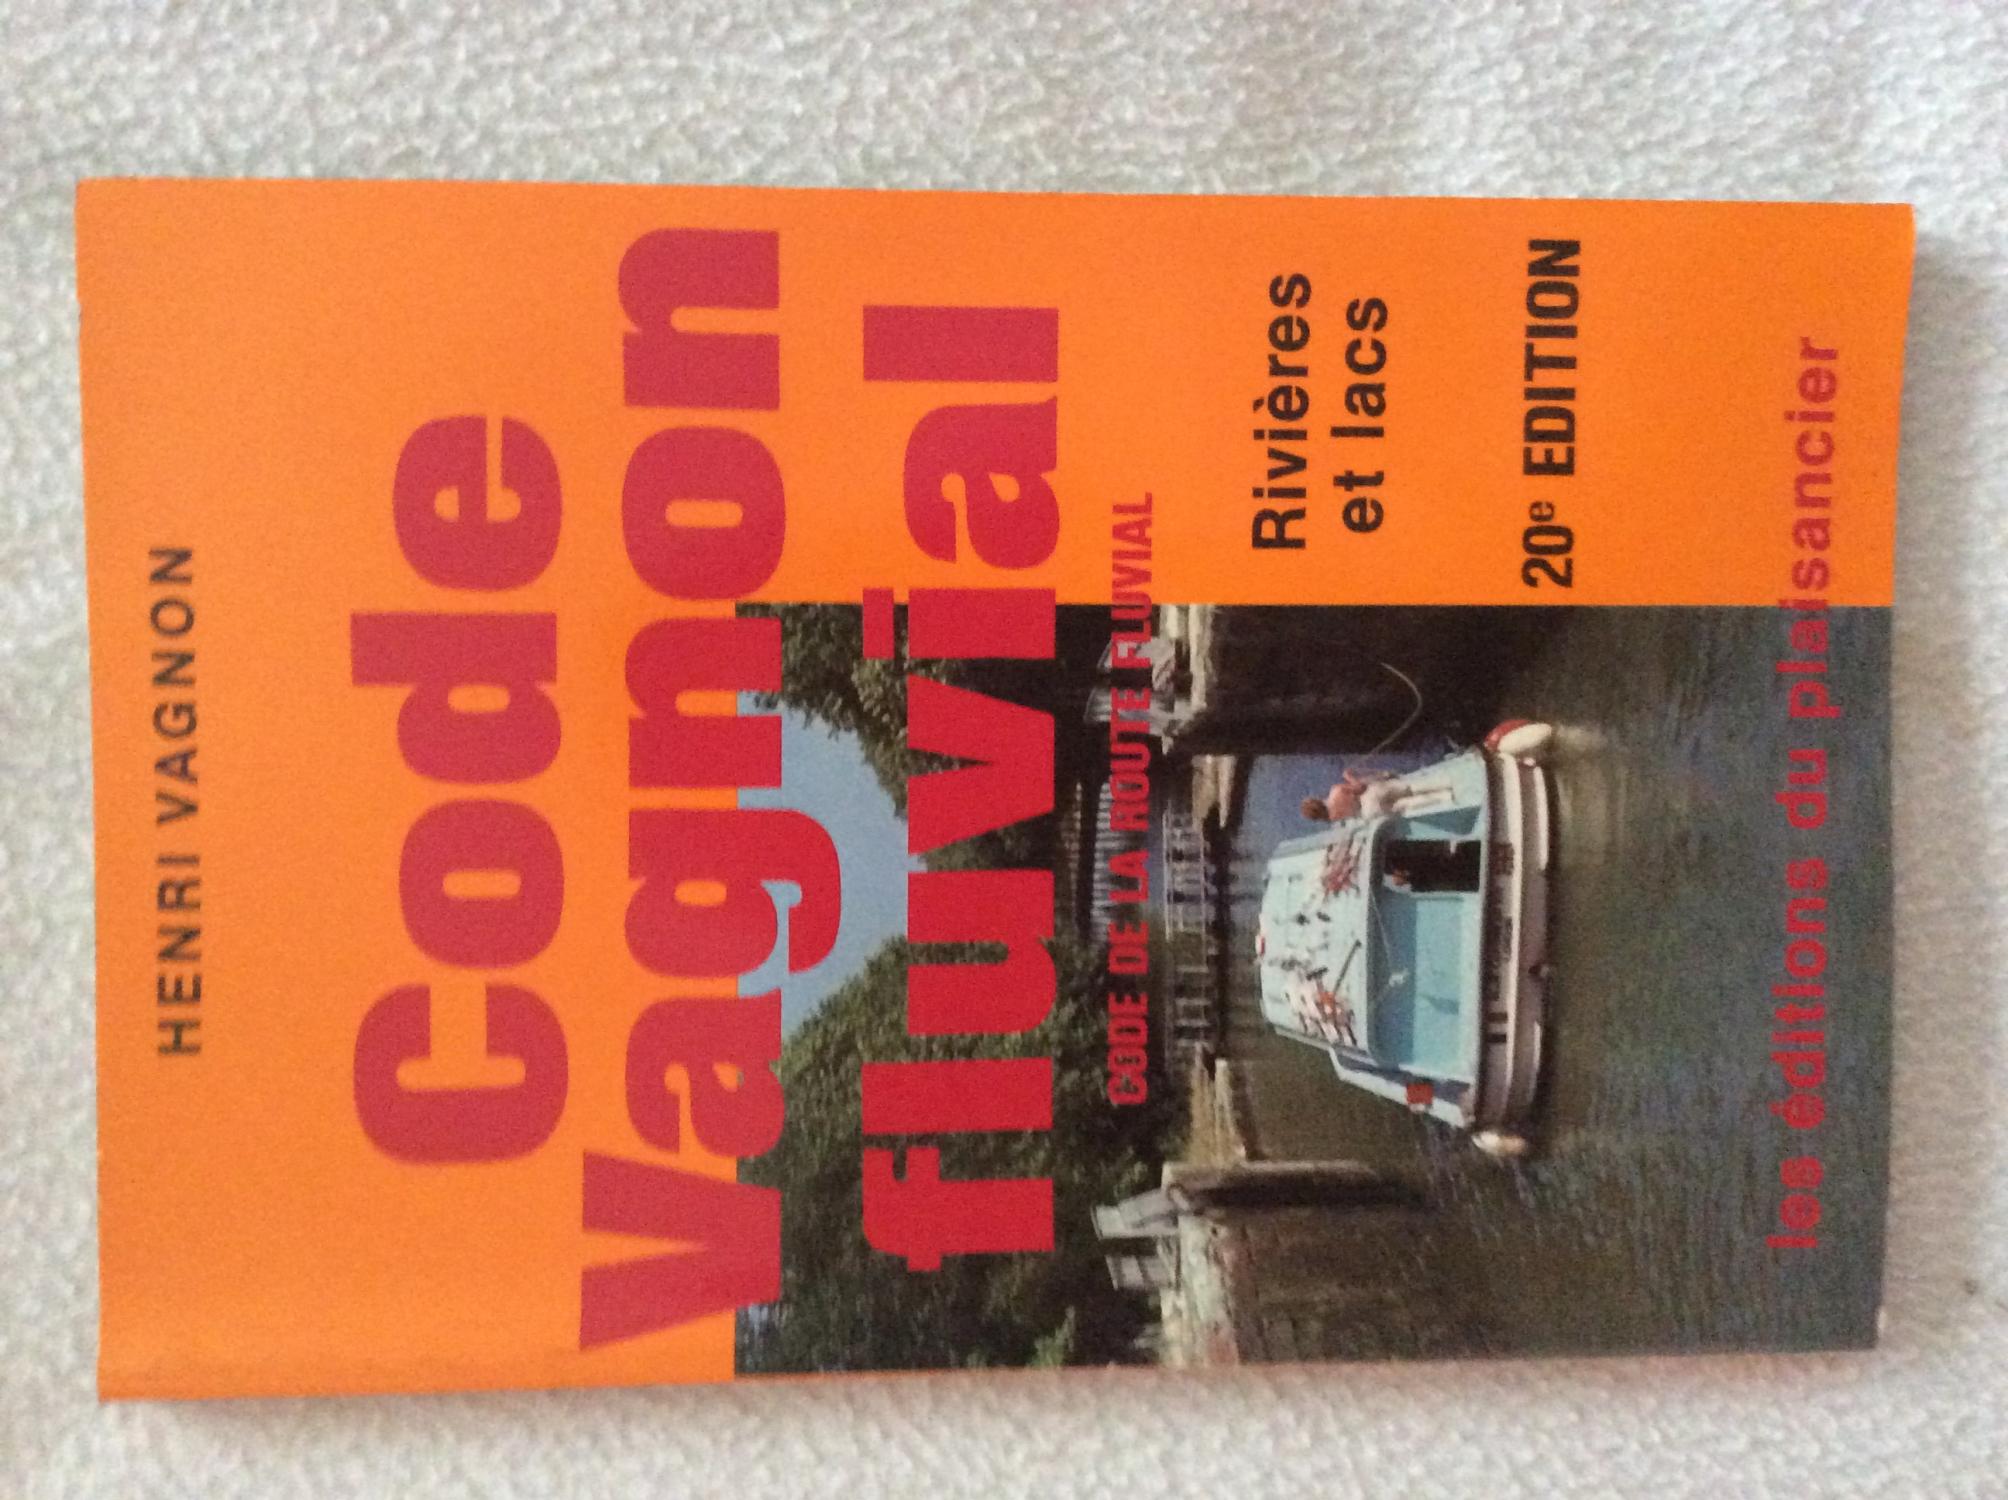 HENRI VAGNON
Code
Vagnon
fluvial
CODE DE LA ROUTE FLUVIAL
Rivières
et lacs
20e EDITION
les éditions du plaisancier